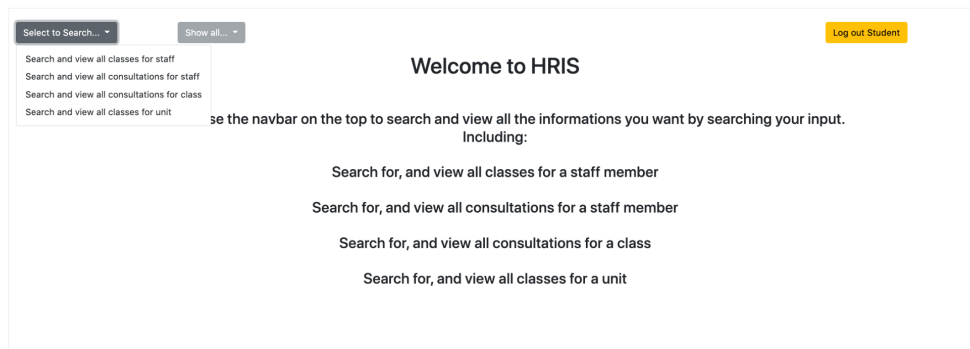 Select to Search...
Show all...
Log out Student
Search and view all classes for staff
Search and view all consultations for staff
Search and view all consultations for class
Search and view all classes for unit
Welcome to HRIS
the navbar on the top to search and view all the informations you want by searching your input.
Including:
Search for, and view all classes for a staff member
Search for, and view all consultations for a staff member
Search for, and view all consultations for a class
Search for, and view all classes for a unit